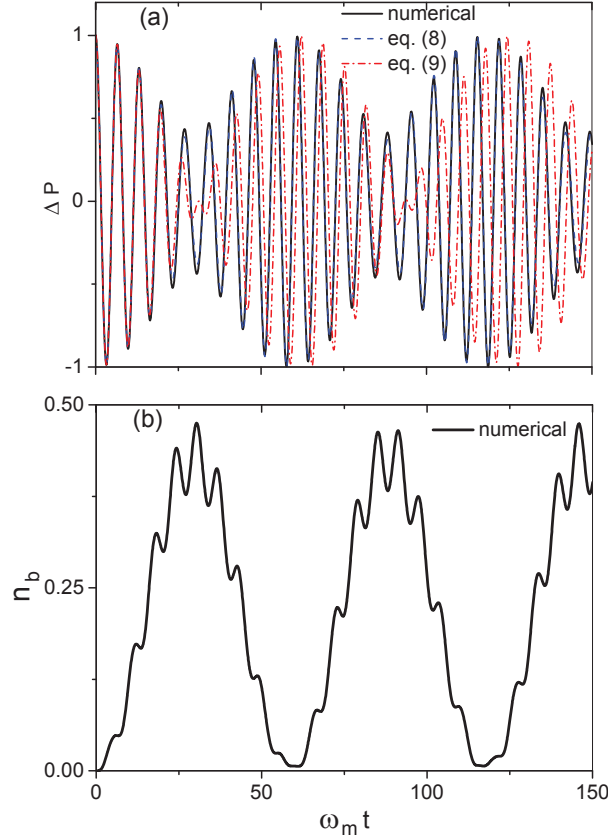 (a)
numerical
eq. (8)
eq. (9)
1
0
-1
Δ P
(b)
numerical
0.50
0.25
0.00
n_b
0 50 100 150
ω_m t